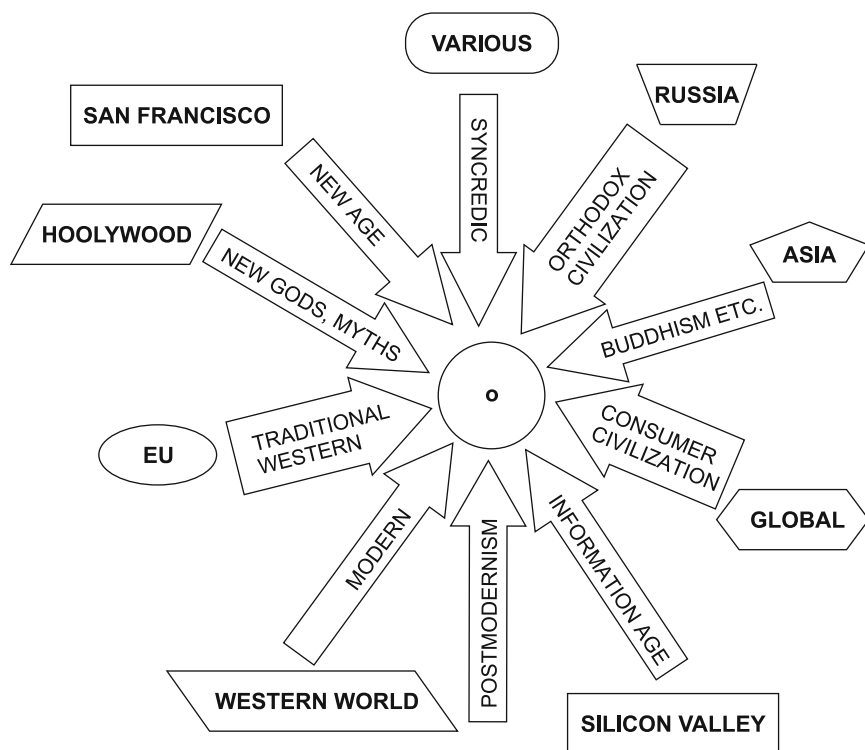 VARIOUS
SYNCREDIC
RUSSIA
ORTHODOX
CIVILIZATION
ASIA
BUDDHISM ETC.
CONSUMER
CIVILIZATION
GLOBAL
INFORMATION AGE
SILICON VALLEY
POSTMODERNISM
WESTERN WORLD
MODERN
EU
TRADITIONAL
WESTERN
HOOLYWOOD
NEW GODS, MYTHS
SAN FRANCISCO
NEW AGE
o